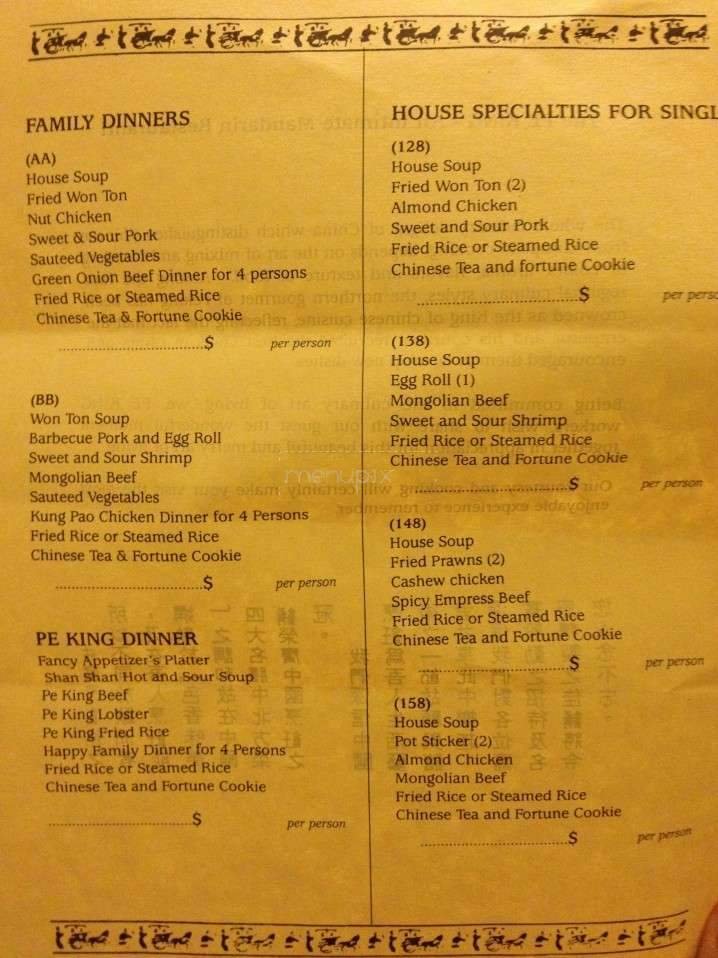 FAMILY DINNERS
(AA)
House Soup
Fried Won Ton
Nut Chicken
Sweet & Sour Pork
Sauteed Vegetables
Green Onion Beef Dinner for 4 persons
Fried Rice or Steamed Rice
Chinese Tea & Fortune Cookie
..................................$ per person
(BB)
Won Ton Soup
Barbecue Pork and Egg Roll
Sweet and Sour Shrimp
Mongolian Beef
Sauteed Vegetables
Kung Pao Chicken Dinner for 4 Persons
Fried Rice or Steamed Rice
Chinese Tea & Fortune Cookie
..................................$ per person
PE KING DINNER
Fancy Appetizer's Platter
Shan Shan Hot and Sour Soup
Pe King Beef
Pe King Lobster
Pe King Fried Rice
Happy Family Dinner for 4 Persons
Fried Rice or Steamed Rice
Chinese Tea and Fortune Cookie
..................................$ per person
HOUSE SPECIALTIES FOR SINGL
(128)
House Soup
Fried Won Ton (2)
Almond Chicken
Sweet and Sour Pork
Fried Rice or Steamed Rice
Chinese Tea and fortune Cookie
..................................$ per perso
(138)
House Soup
Egg Roll (1)
Mongolian Beef
Sweet and Sour Shrimp
Fried Rice or Steamed Rice
Chinese Tea and Fortune Cookie
..................................$ per person
(148)
House Soup
Fried Prawns (2)
Cashew chicken
Spicy Empress Beef
Fried Rice or Steamed Rice
Chinese Tea and Fortune Cookie
..................................$ per person
(158)
House Soup
Pot Sticker (2)
Almond Chicken
Mongolian Beef
Fried Rice or Steamed Rice
Chinese Tea and Fortune Cookie
..................................$ per person
menupix